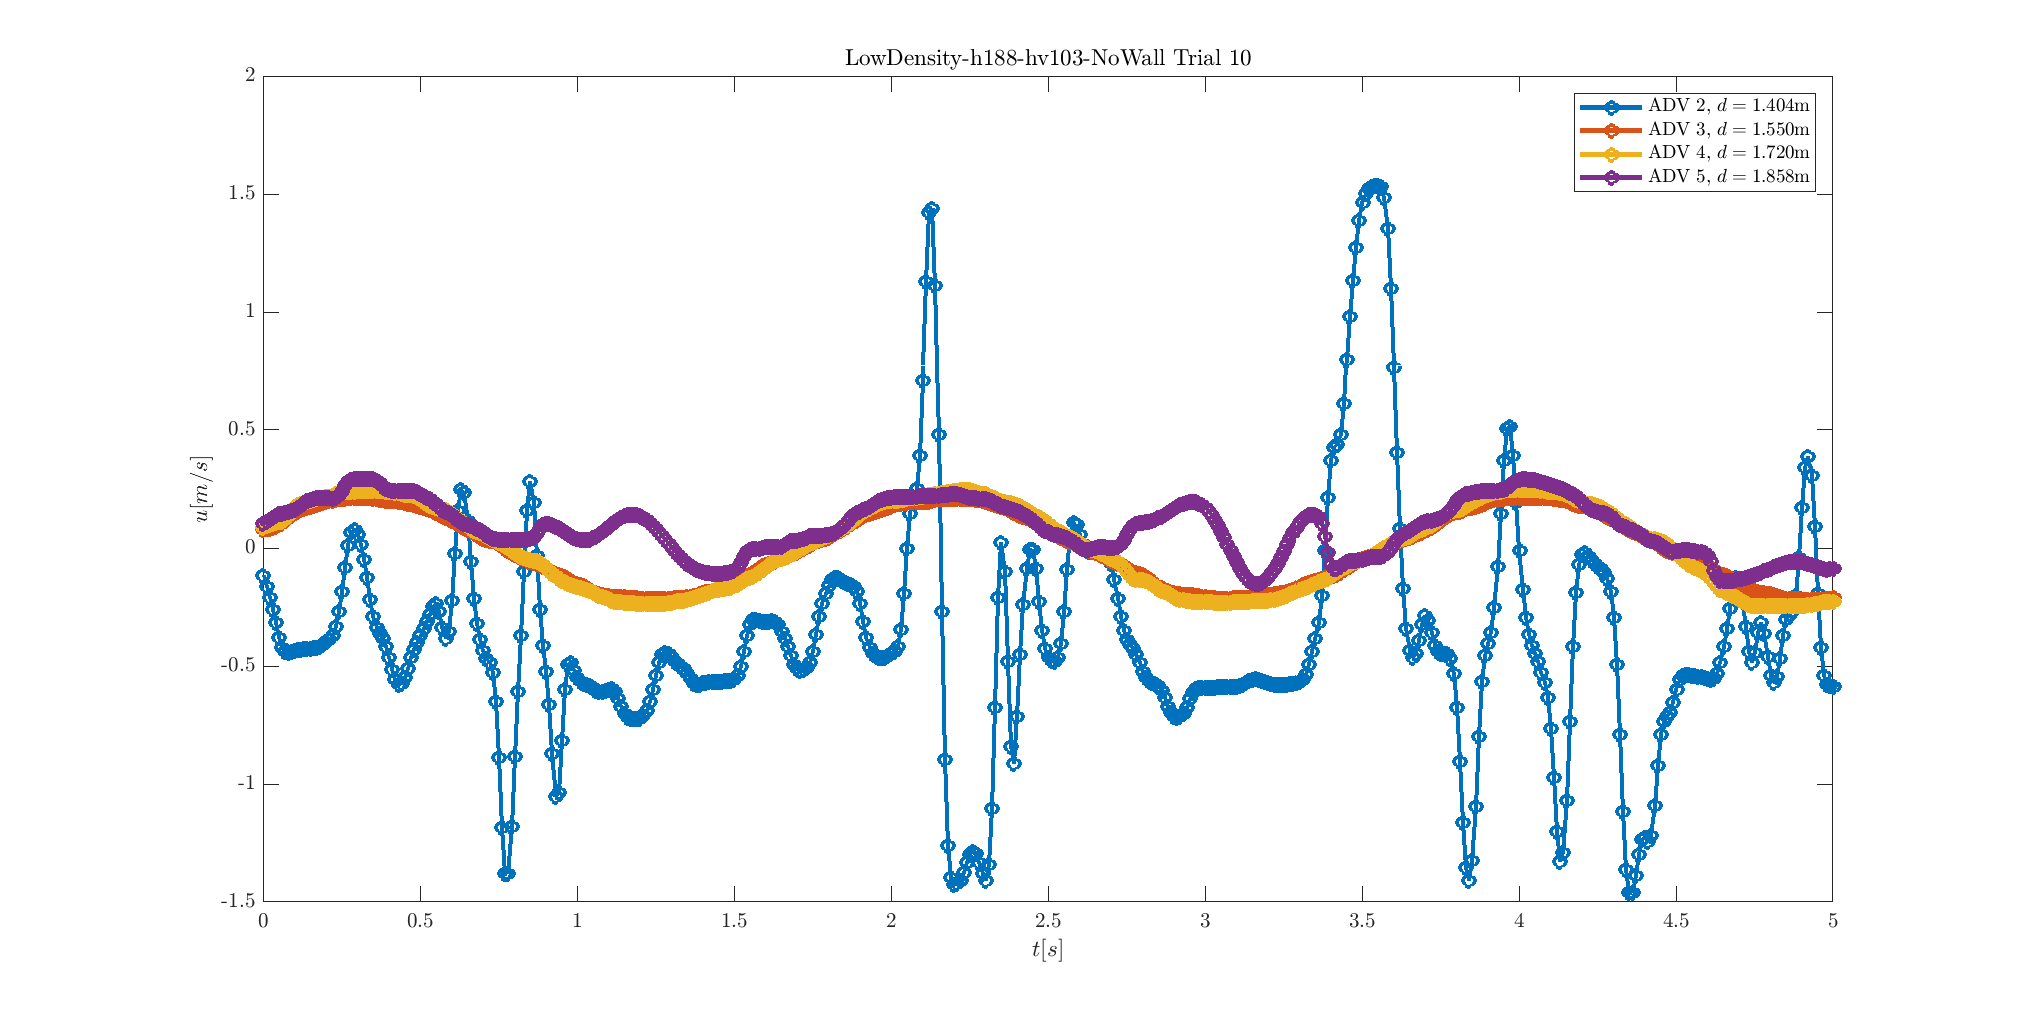 LowDensity-h188-hv103-NoWall Trial 10
2
1.5
1
0.5
0
-0.5
-1
-1.5
u[m/s]
ADV 2, d = 1.404m
ADV 3, d = 1.550m
ADV 4, d = 1.720m
ADV 5, d = 1.858m
0 0.5 1 1.5 2 2.5 3 3.5 4 4.5 5
t[s]